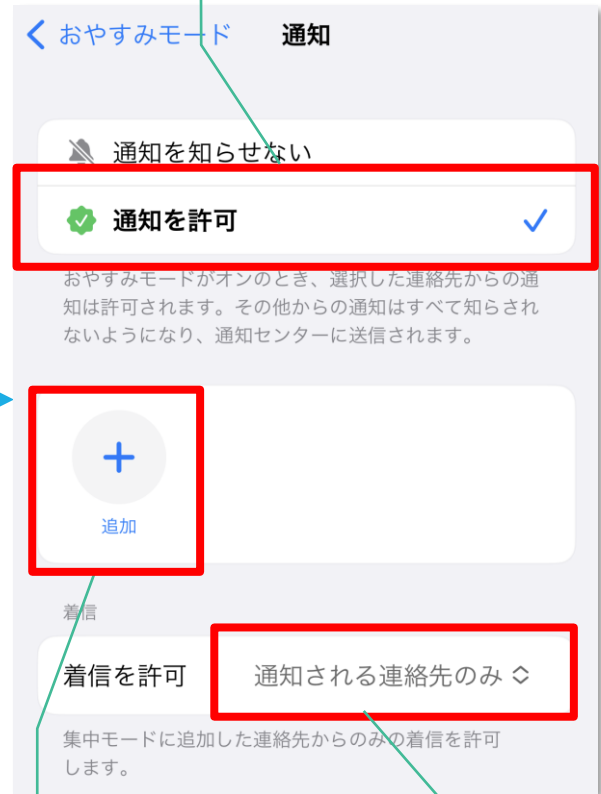 おやすみモード 通知
通知を知らせない
通知を許可
おやすみモードがオンのとき、選択した連絡先からの通
知は許可されます。その他からの通知はすべて知らされ
ないようになり、通知センターに送信されます。
追加
着信
着信を許可 通知される連絡先のみ
集中モードに追加した連絡先からのみの着信を許可
します。